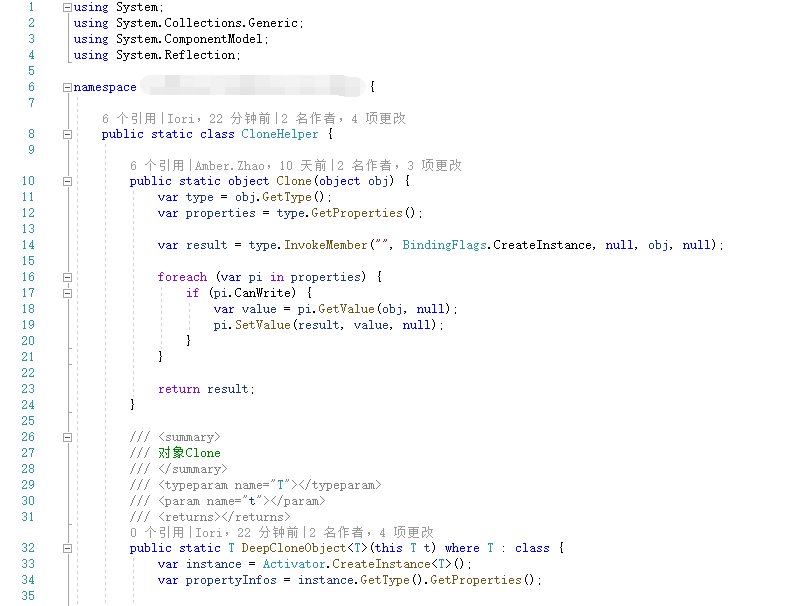 1 using System;
2 using System.Collections.Generic;
3 using System.ComponentModel;
4 using System.Reflection;
5
6 namespace {
7
6 个引用|Iori，22 分钟前|2 名作者，4 项更改
8 public static class CloneHelper {
9
6 个引用|Amber.Zhao，10 天前|2 名作者，3 项更改
10 public static object Clone(object obj) {
11 var type = obj.GetType();
12 var properties = type.GetProperties();
13
14 var result = type.InvokeMember("", BindingFlags.CreateInstance, null, obj, null);
15
16 foreach (var pi in properties) {
17 if (pi.CanWrite) {
18 var value = pi.GetValue(obj, null);
19 pi.SetValue(result, value, null);
20 }
21 }
22
23 return result;
24 }
25
26 /// <summary>
27 /// 对象Clone
28 /// </summary>
29 /// <typeparam name="T"></typeparam>
30 /// <param name="t"></param>
31 /// <returns></returns>
0 个引用|Iori，22 分钟前|2 名作者，4 项更改
32 public static T DeepCloneObject<T>(this T t) where T : class {
33 var instance = Activator.CreateInstance<T>();
34 var propertyInfos = instance.GetType().GetProperties();
35